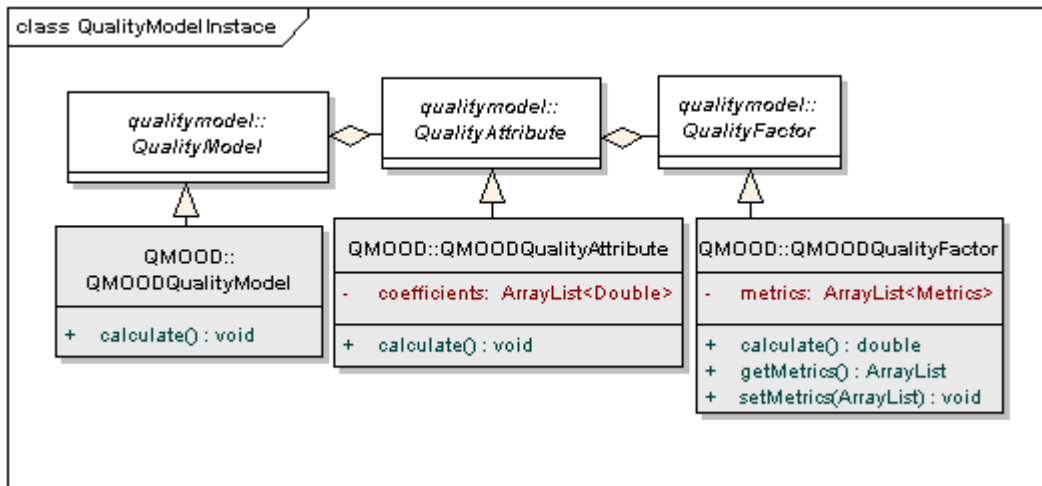 class QualityModelInstace
qualitymodel::
QualityModel
qualitymodel::
QualityAttribute
qualitymodel::
QualityFactor
QMOOD::
QMOODQualityModel
+ calculate() : void
QMOOD::QMOODQualityAttribute
- coefficients: ArrayList<Double>
+ calculate() : void
QMOOD::QMOODQualityFactor
- metrics: ArrayList<Metrics>
+ calculate() : double
+ getMetrics() : ArrayList
+ setMetrics(ArrayList) : void